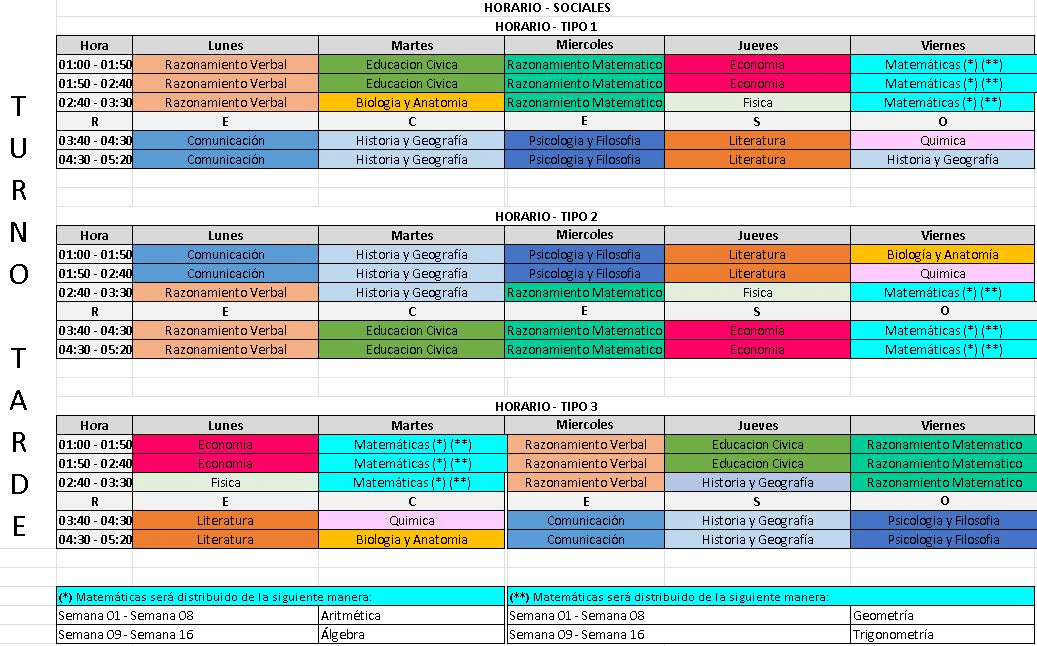 HORARIO - SOCIALES
TURNO TARDE
HORARIO - TIPO 1
Hora Lunes Martes Miercoles Jueves Viernes
01:00 - 01:50 Razonamiento Verbal Educacion Civica Razonamiento Matematico Economia Matemáticas (*) (**)
01:50 - 02:40 Razonamiento Verbal Educacion Civica Razonamiento Matematico Economia Matemáticas (*) (**)
02:40 - 03:30 Razonamiento Verbal Biologia y Anatomia Razonamiento Matematico Fisica Matemáticas (*) (**)
R E C E S O
03:40 - 04:30 Comunicación Historia y Geografía Psicologia y Filosofia Literatura Quimica
04:30 - 05:20 Comunicación Historia y Geografía Psicologia y Filosofia Literatura Historia y Geografía
HORARIO - TIPO 2
Hora Lunes Martes Miercoles Jueves Viernes
01:00 - 01:50 Comunicación Historia y Geografía Psicologia y Filosofia Literatura Biología y Anatomía
01:50 - 02:40 Comunicación Historia y Geografía Psicologia y Filosofia Literatura Quimica
02:40 - 03:30 Razonamiento Verbal Historia y Geografía Razonamiento Matematico Fisica Matemáticas (*) (**)
R E C E S O
03:40 - 04:30 Razonamiento Verbal Educacion Civica Razonamiento Matematico Economia Matemáticas (*) (**)
04:30 - 05:20 Razonamiento Verbal Educacion Civica Razonamiento Matematico Economia Matemáticas (*) (**)
HORARIO - TIPO 3
Hora Lunes Martes Miercoles Jueves Viernes
01:00 - 01:50 Economia Matemáticas (*) (**) Razonamiento Verbal Educacion Civica Razonamiento Matematico
01:50 - 02:40 Economia Matemáticas (*) (**) Razonamiento Verbal Educacion Civica Razonamiento Matematico
02:40 - 03:30 Fisica Matemáticas (*) (**) Razonamiento Verbal Historia y Geografía Razonamiento Matematico
R E C E S O
03:40 - 04:30 Literatura Quimica Comunicación Historia y Geografía Psicologia y Filosofia
04:30 - 05:20 Literatura Biologia y Anatomia Comunicación Historia y Geografía Psicologia y Filosofia
(*) Matemáticas será distribuido de la siguiente manera: (**) Matemáticas será distribuido de la siguiente manera:
Semana 01 - Semana 08 Aritmética Semana 01 - Semana 08 Geometría
Semana 09 - Semana 16 Álgebra Semana 09 - Semana 16 Trigonometría